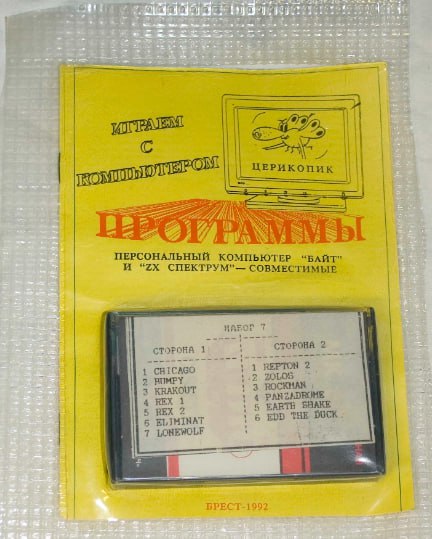 ИГРАЕМ
С
КОМПЬЮТЕРОМ
ЦЕРИКОПИК
ПРОГРАММЫ
ПЕРСОНАЛЬНЫЙ КОМПЬЮТЕР "БАЙТ"
И "ZX СПЕКТРУМ"—СОВМЕСТИМЫЕ
НАБОР 7
СТОРОНА 1
1 CHICAGO
2 BUMPY
3 KRAKOUT
4 REX 1
5 REX 2
6 ELIMINAT
7 LONEWOLF
СТОРОНА 2
1 REPTON 2
2 ZOLOS
3 ROCKMAN
4 PANZADROME
5 EARTH SHAKE
6 EDD THE DUCK
БРЕСТ-1992